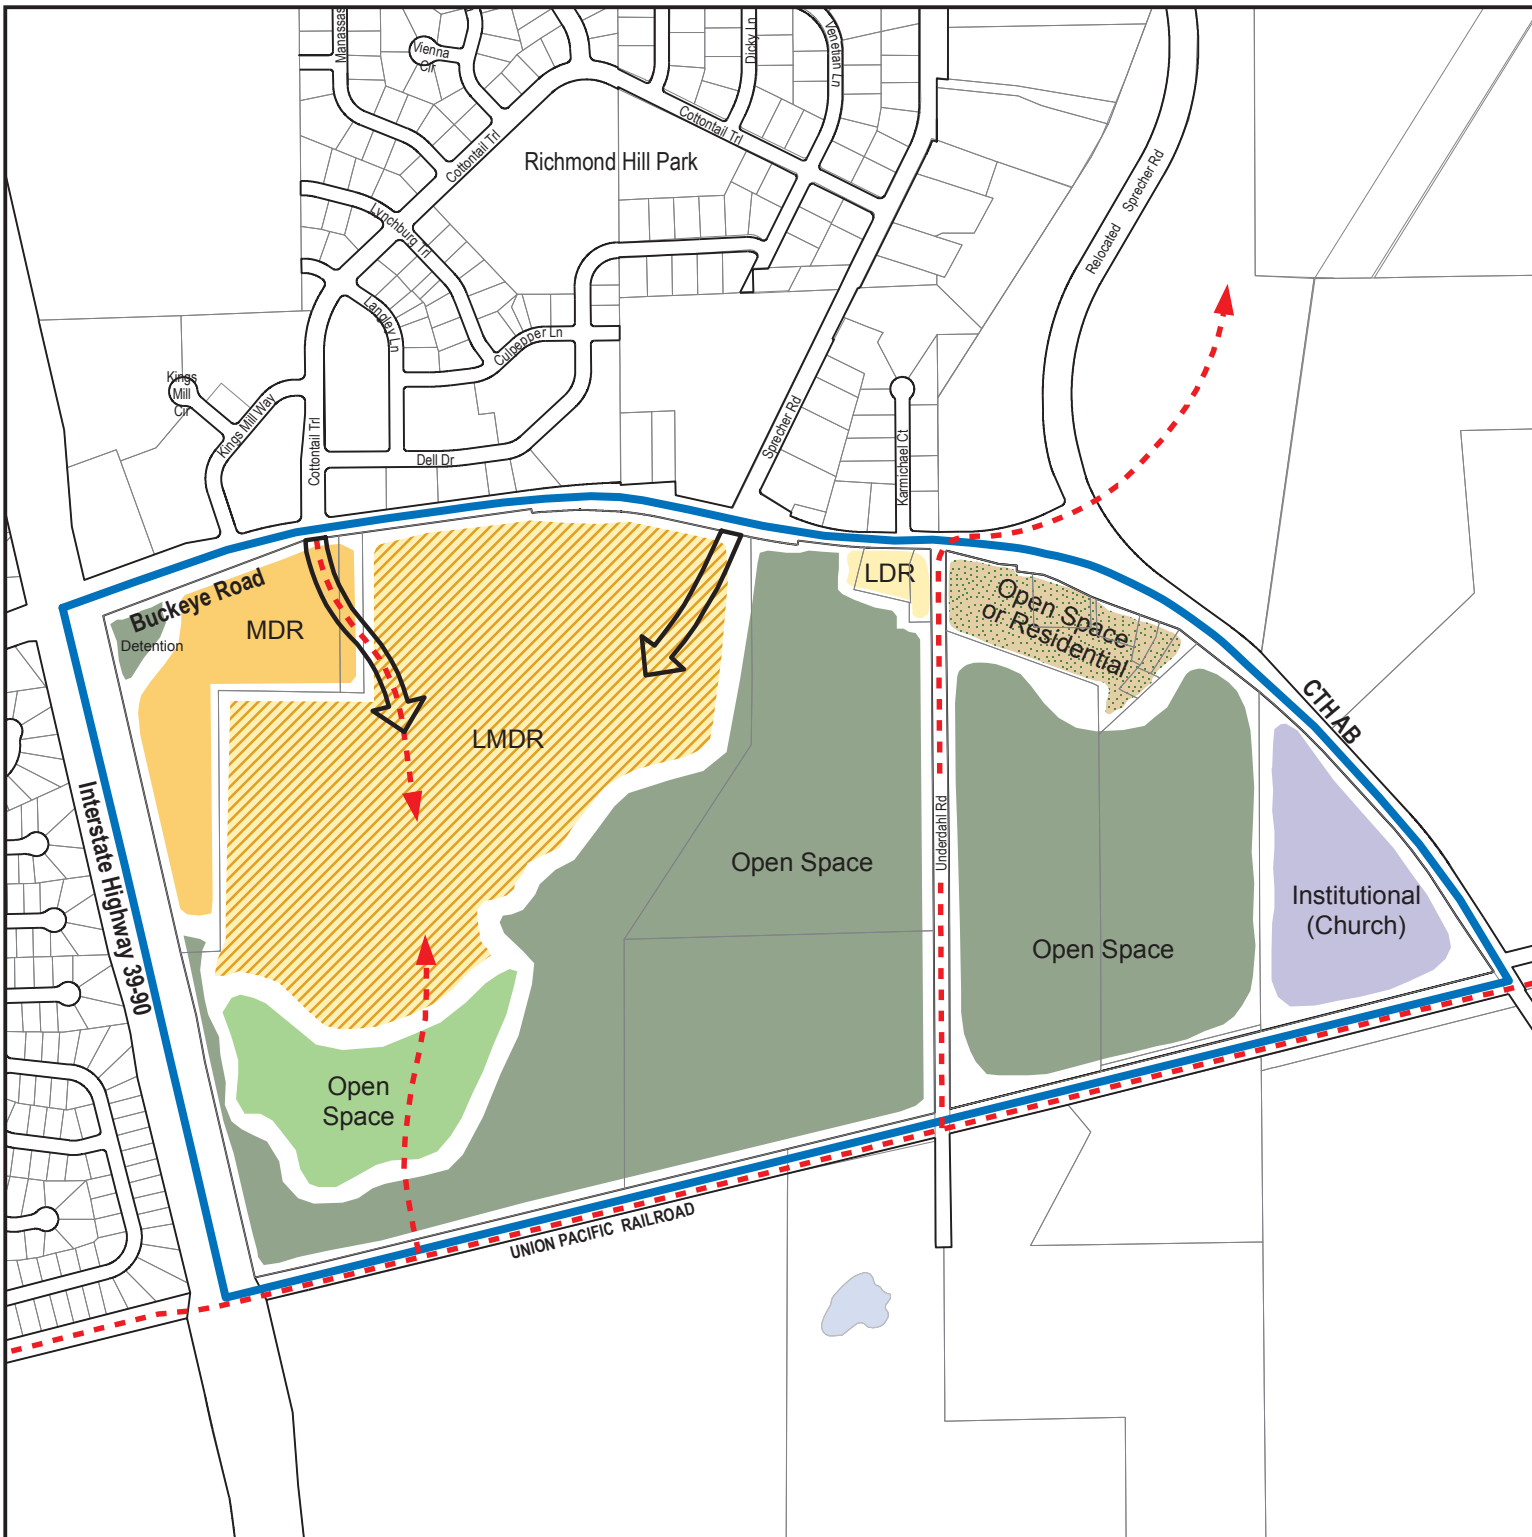 Manassas
Vienna
Cir
Dicky Ln
Venetian Ln
Cottontail Trl
Cottontail Trl
Richmond Hill Park
Lynchburg Trl
Sprecher Rd
Relocated
Langley Ln
Culpepper Ln
Kings
Mill
Cir
Kings Mill Way
Cottontail Trl
Dell Dr
Sprecher Rd
Karmichael Ct
Buckeye Road
Detention
MDR
LDR
Open Space
or Residential
LMDR
CTH AB
Interstate Highway 39-90
Underdahl Rd
Open Space
Institutional
(Church)
Open Space
Open
Space
UNION PACIFIC RAILROAD